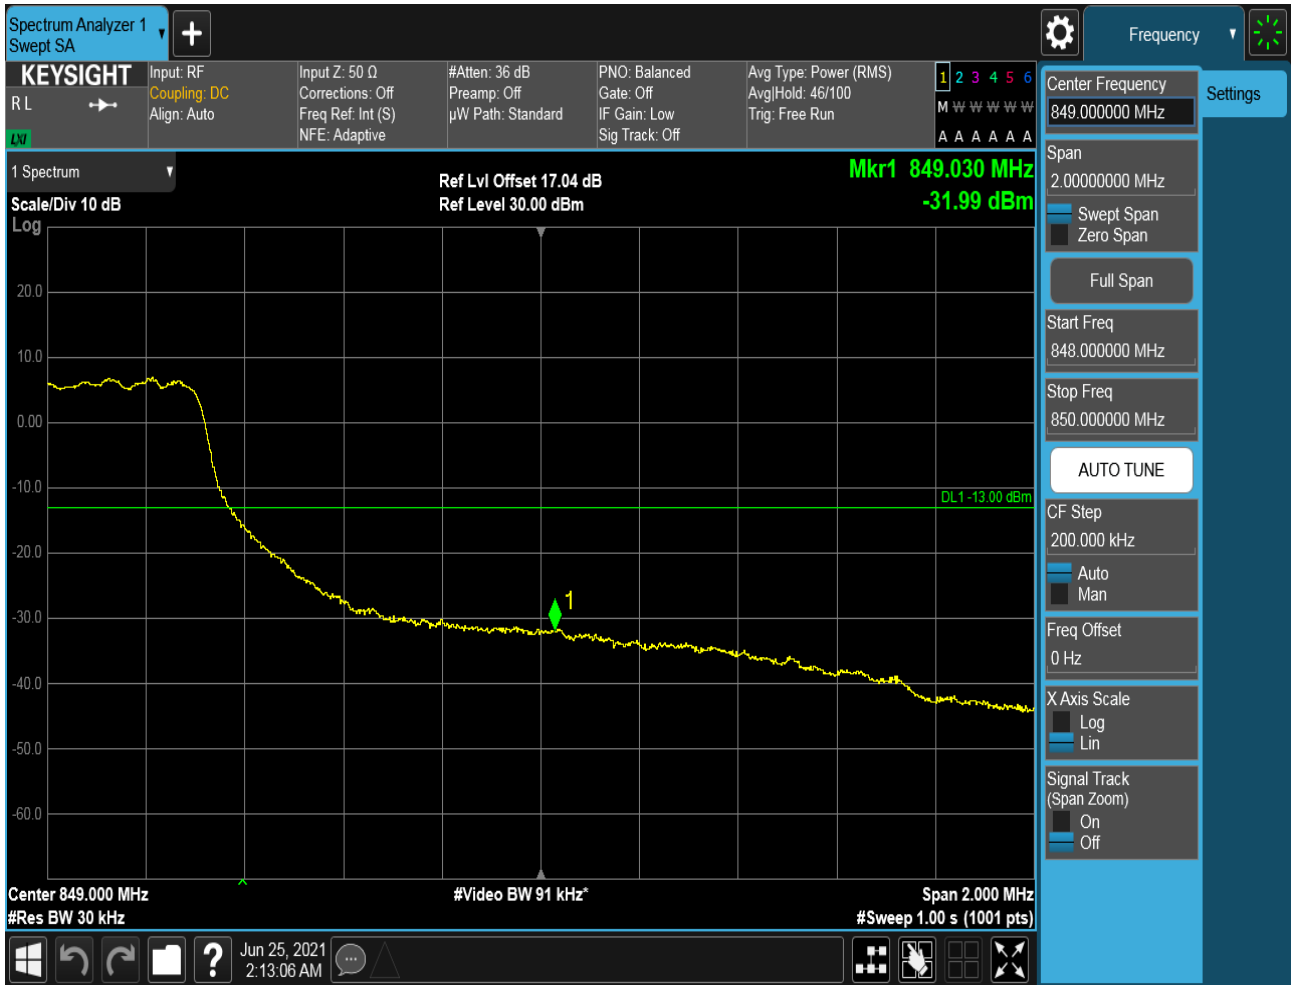 Spectrum Analyzer 1
Swept SA
Frequency
KEYSIGHT
R L
LXI
Input: RF
Coupling: DC
Align: Auto
Input Z: 50 Ω
Corrections: Off
Freq Ref: Int (S)
NFE: Adaptive
#Atten: 36 dB
Preamp: Off
µW Path: Standard
PNO: Balanced
Gate: Off
IF Gain: Low
Sig Track: Off
Avg Type: Power (RMS)
Avg|Hold: 46/100
Trig: Free Run
1 2 3 4 5 6
M W W W W W
A A A A A A
1 Spectrum
Scale/Div 10 dB
Log
Ref Lvl Offset 17.04 dB
Ref Level 30.00 dBm
Mkr1 849.030 MHz
-31.99 dBm
20.0
10.0
0.00
-10.0
DL1 -13.00 dBm
-20.0
1
-30.0
-40.0
-50.0
-60.0
Center 849.000 MHz
#Video BW 91 kHz*
Span 2.000 MHz
#Res BW 30 kHz
#Sweep 1.00 s (1001 pts)
?
Jun 25, 2021
2:13:06 AM
Center Frequency
849.000000 MHz
Settings
Span
2.00000000 MHz
Swept Span
Zero Span
Full Span
Start Freq
848.000000 MHz
Stop Freq
850.000000 MHz
AUTO TUNE
CF Step
200.000 kHz
Auto
Man
Freq Offset
0 Hz
X Axis Scale
Log
Lin
Signal Track
(Span Zoom)
On
Off